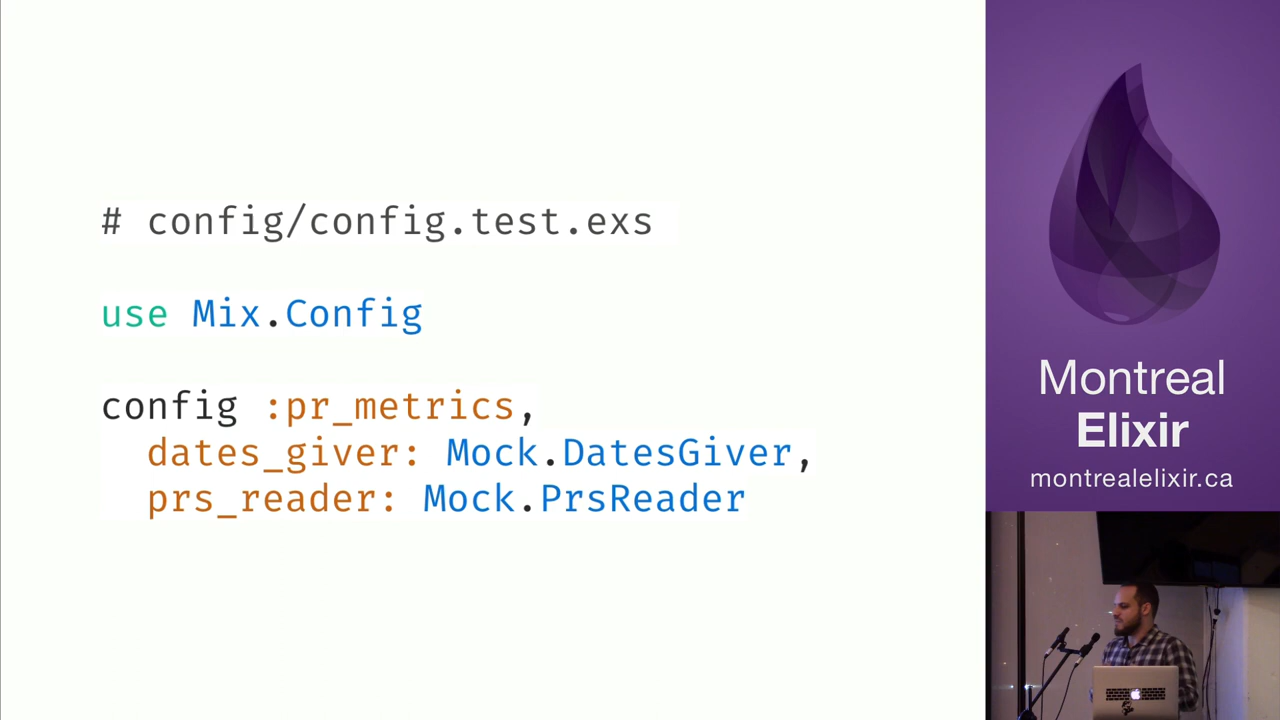 # config/config.test.exs
use Mix.Config
config :pr_metrics,
  dates_giver: Mock.DatesGiver,
  prs_reader: Mock.PrsReader
Montreal
Elixir
montrealelixir.ca